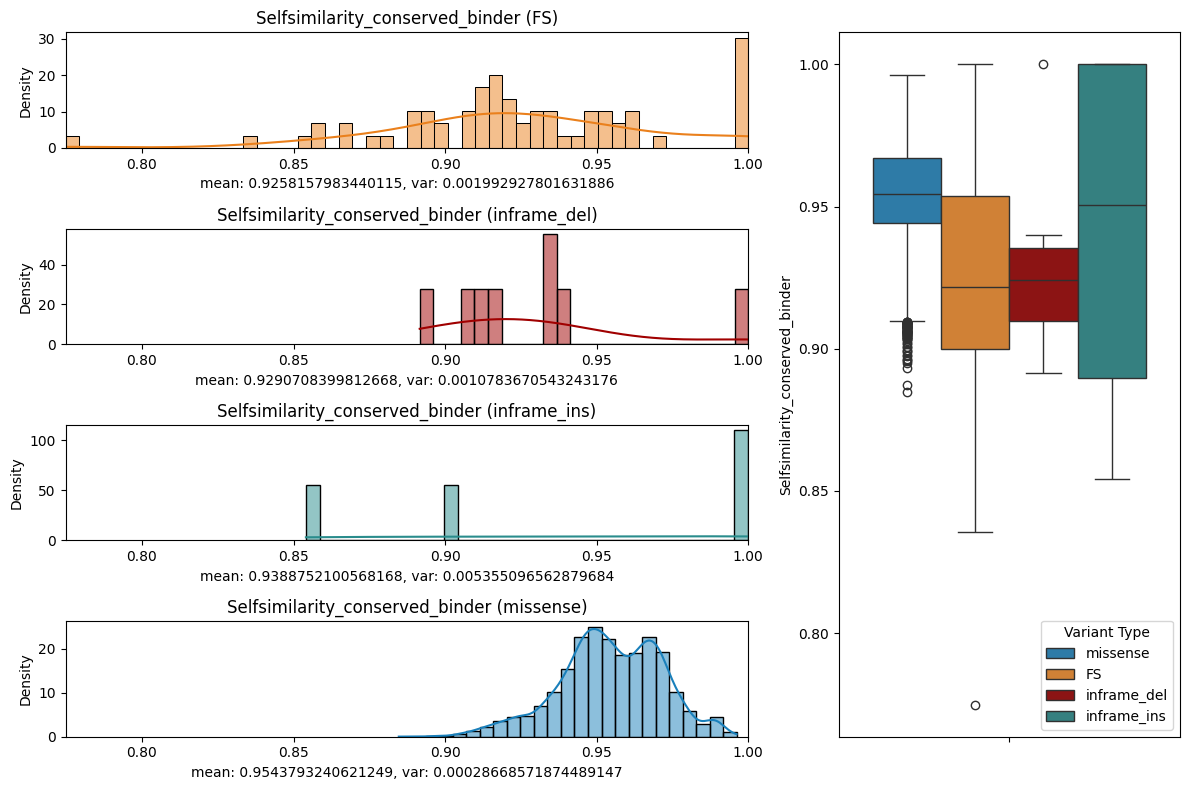 Selfsimilarity_conserved_binder (FS)
Density
30
20
10
0
0.80 0.85 0.90 0.95 1.00
mean: 0.9258157983440115, var: 0.001992927801631886
Selfsimilarity_conserved_binder (inframe_del)
Density
40
20
0
0.80 0.85 0.90 0.95 1.00
mean: 0.9290708399812668, var: 0.0010783670543243176
Selfsimilarity_conserved_binder (inframe_ins)
Density
100
50
0
0.80 0.85 0.90 0.95 1.00
mean: 0.9388752100568168, var: 0.005355096562879684
Selfsimilarity_conserved_binder (missense)
Density
20
10
0
0.80 0.85 0.90 0.95 1.00
mean: 0.9543793240621249, var: 0.00028668571874489147
Selfsimilarity_conserved_binder
1.00
0.95
0.90
0.85
0.80
Variant Type
missense
FS
inframe_del
inframe_ins